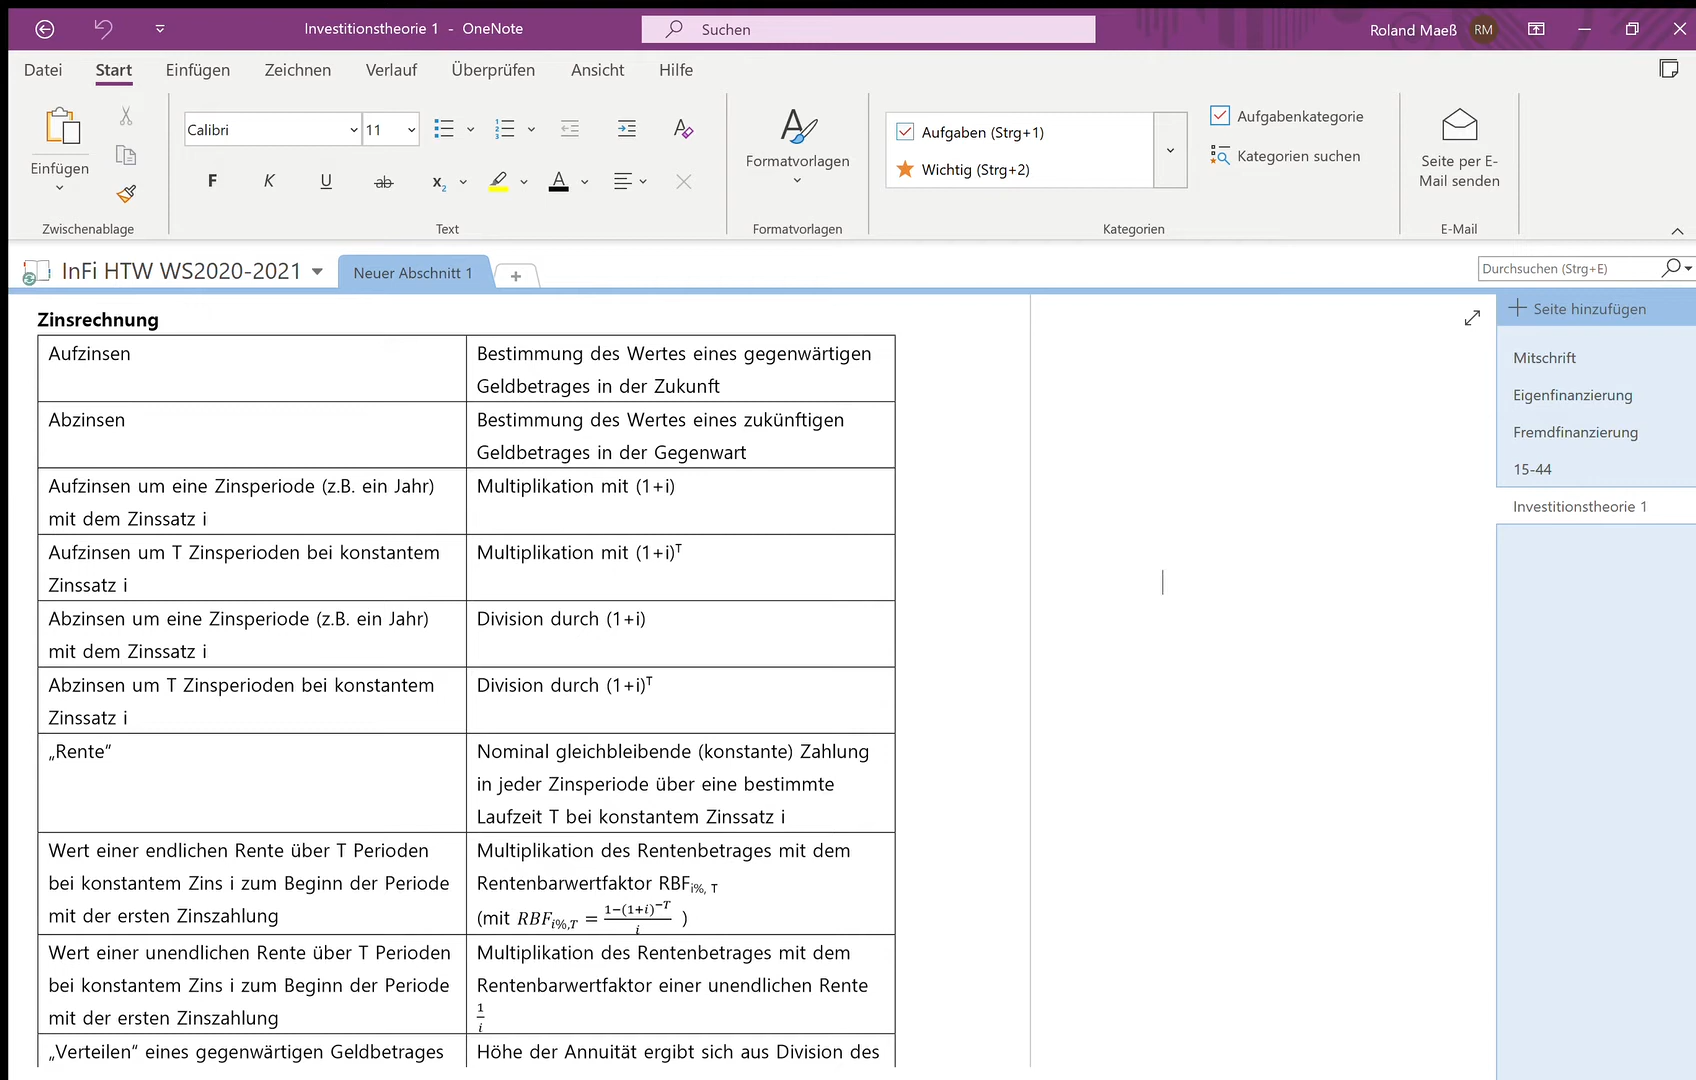 Investitionstheorie 1 - OneNote
Suchen
Roland Maeß RM
Datei Start Einfügen Zeichnen Verlauf Überprüfen Ansicht Hilfe
Einfügen
Zwischenablage
Calibri 11
F K U ab x₂ A
Text
Formatvorlagen
Formatvorlagen
Aufgaben (Strg+1)
Wichtig (Strg+2)
Aufgabenkategorie
Kategorien suchen
Kategorien
Seite per E-
Mail senden
E-Mail
InFi HTW WS2020-2021
Neuer Abschnitt 1
+
Durchsuchen (Strg+E)
Zinsrechnung
Aufzinsen
Bestimmung des Wertes eines gegenwärtigen
Geldbetrages in der Zukunft
Abzinsen
Bestimmung des Wertes eines zukünftigen
Geldbetrages in der Gegenwart
Aufzinsen um eine Zinsperiode (z.B. ein Jahr)
mit dem Zinssatz i
Multiplikation mit (1+i)
Aufzinsen um T Zinsperioden bei konstantem
Zinssatz i
Multiplikation mit (1+i)ᵀ
Abzinsen um eine Zinsperiode (z.B. ein Jahr)
mit dem Zinssatz i
Division durch (1+i)
Abzinsen um T Zinsperioden bei konstantem
Zinssatz i
Division durch (1+i)ᵀ
„Rente“
Nominal gleichbleibende (konstante) Zahlung
in jeder Zinsperiode über eine bestimmte
Laufzeit T bei konstantem Zinssatz i
Wert einer endlichen Rente über T Perioden
bei konstantem Zins i zum Beginn der Periode
mit der ersten Zinszahlung
Multiplikation des Rentenbetrages mit dem
Rentenbarwertfaktor RBF i%, T
(mit RBF i%,T = 1−(1+i)^−T / i )
Wert einer unendlichen Rente über T Perioden
bei konstantem Zins i zum Beginn der Periode
mit der ersten Zinszahlung
Multiplikation des Rentenbetrages mit dem
Rentenbarwertfaktor einer unendlichen Rente
1/i
„Verteilen“ eines gegenwärtigen Geldbetrages
Höhe der Annuität ergibt sich aus Division des
Seite hinzufügen
Mitschrift
Eigenfinanzierung
Fremdfinanzierung
15-44
Investitionstheorie 1